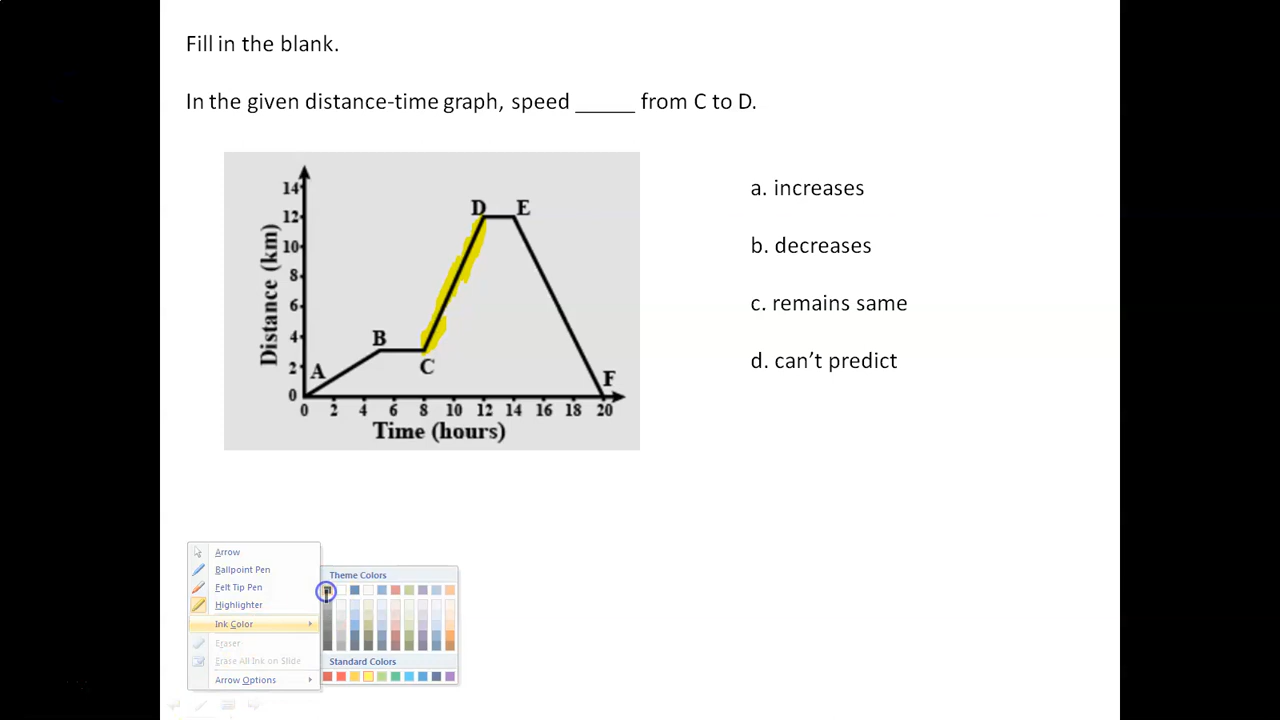 Fill in the blank.
In the given distance-time graph, speed _____ from C to D.
14
12
10
8
6
4
2
0
Distance (km)
A
B
C
D
E
F
0 2 4 6 8 10 12 14 16 18 20
Time (hours)
a. increases
b. decreases
c. remains same
d. can’t predict
Arrow
Ballpoint Pen
Felt Tip Pen
Highlighter
Ink Color
Eraser
Erase All Ink on Slide
Arrow Options
Theme Colors
Standard Colors